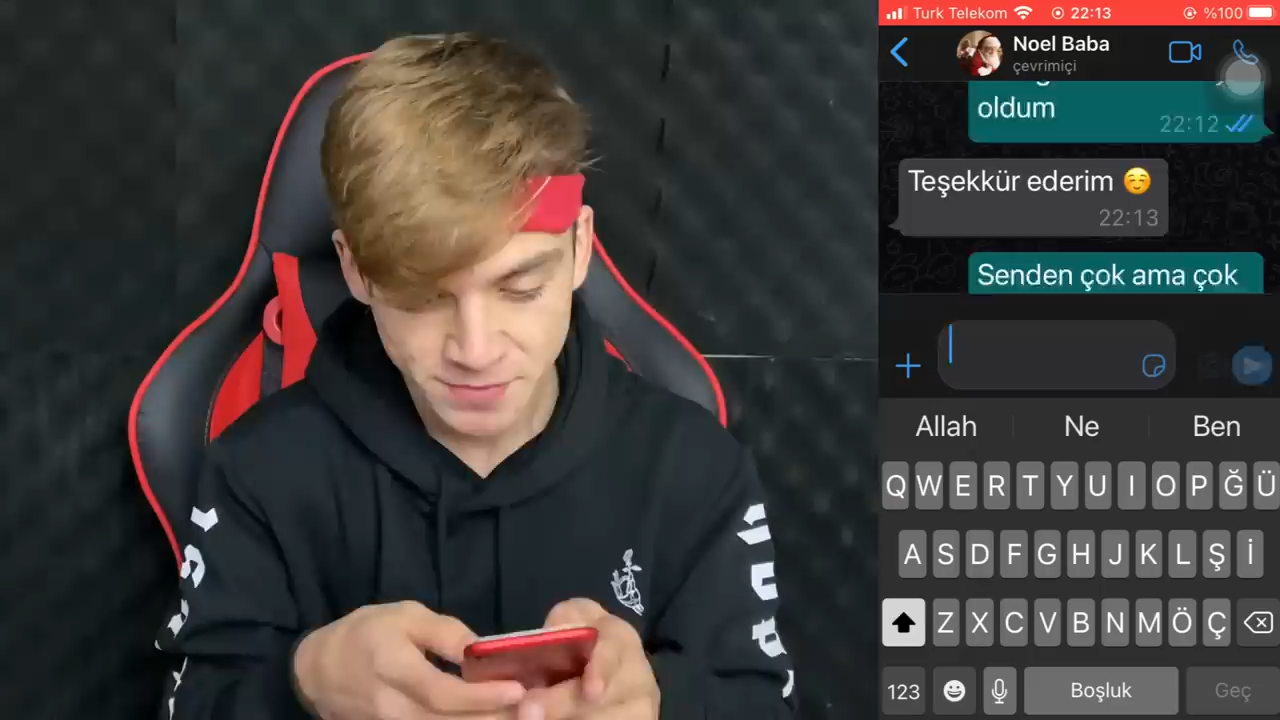 Turk Telekom 22:13 %100
Noel Baba
çevrimiçi
oldum
22:12
Teşekkür ederim ☺️
22:13
Senden çok ama çok
Allah Ne Ben
Q W E R T Y U I O P Ğ Ü
A S D F G H J K L Ş İ
Z X C V B N M Ö Ç
123 Boşluk Geç